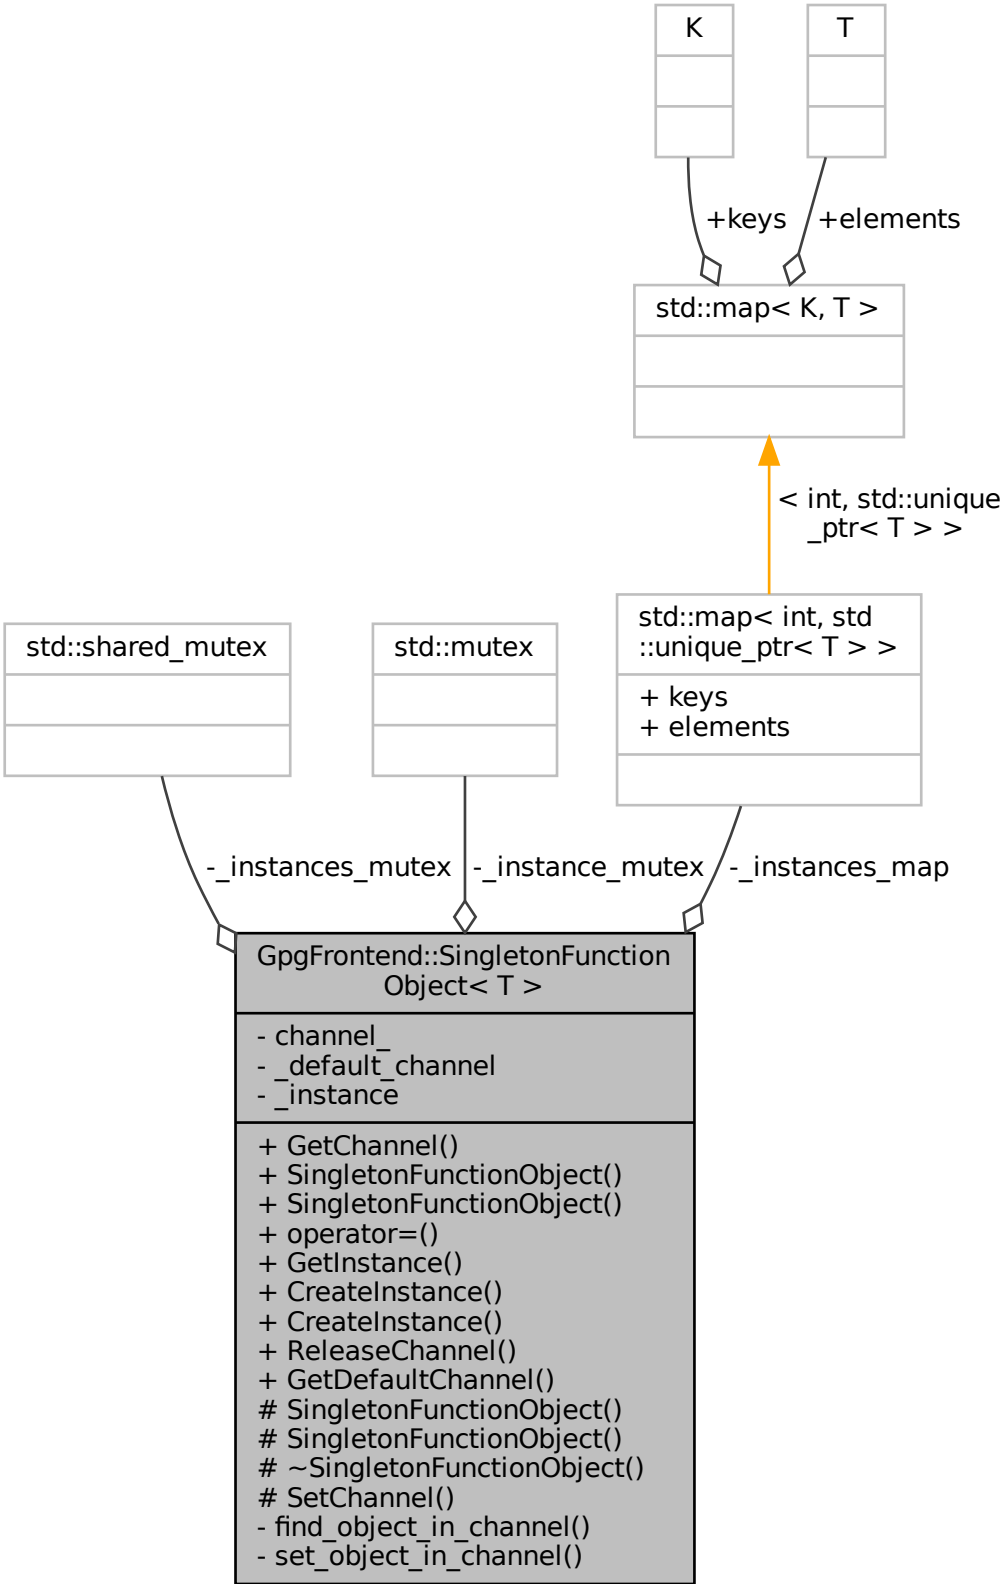 K
T
+keys
+elements
std::map< K, T >
< int, std::unique
_ptr< T > >
std::shared_mutex
std::mutex
std::map< int, std
::unique_ptr< T > >
+ keys
+ elements
-_instances_mutex
-_instance_mutex
-_instances_map
GpgFrontend::SingletonFunction
Object< T >
- channel_
- _default_channel
- _instance
+ GetChannel()
+ SingletonFunctionObject()
+ SingletonFunctionObject()
+ operator=()
+ GetInstance()
+ CreateInstance()
+ CreateInstance()
+ ReleaseChannel()
+ GetDefaultChannel()
# SingletonFunctionObject()
# SingletonFunctionObject()
# ~SingletonFunctionObject()
# SetChannel()
- find_object_in_channel()
- set_object_in_channel()